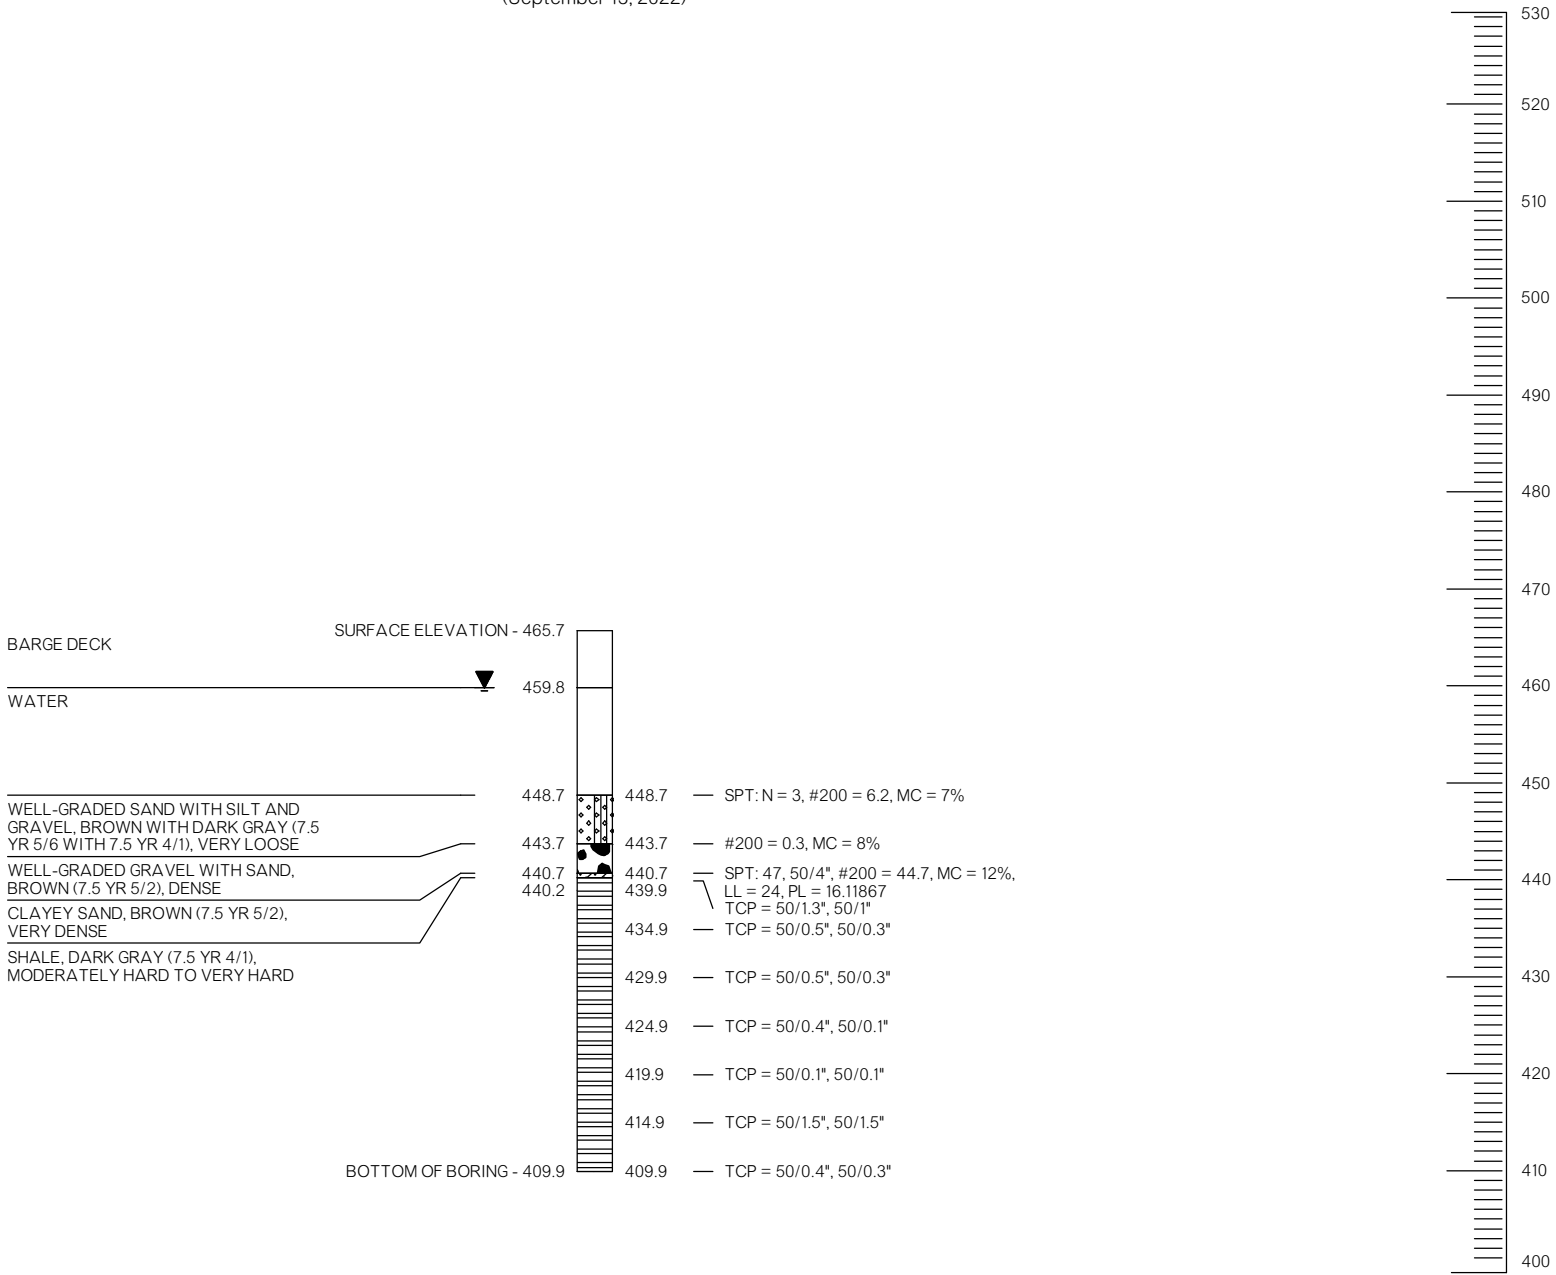 530
520
510
500
490
480
470
SURFACE ELEVATION - 465.7
BARGE DECK
460
459.8
WATER
450
448.7
448.7
SPT: N = 3, #200 = 6.2, MC = 7%
WELL-GRADED SAND WITH SILT AND
GRAVEL, BROWN WITH DARK GRAY (7.5
YR 5/6 WITH 7.5 YR 4/1), VERY LOOSE
443.7
443.7
#200 = 0.3, MC = 8%
WELL-GRADED GRAVEL WITH SAND,
BROWN (7.5 YR 5/2), DENSE
440.7
440.7
SPT: 47, 50/4", #200 = 44.7, MC = 12%,
LL = 24, PL = 16.11867
440
440.2
439.9
TCP = 50/1.3", 50/1"
CLAYEY SAND, BROWN (7.5 YR 5/2),
VERY DENSE
434.9
TCP = 50/0.5", 50/0.3"
SHALE, DARK GRAY (7.5 YR 4/1),
MODERATELY HARD TO VERY HARD
429.9
TCP = 50/0.5", 50/0.3"
430
424.9
TCP = 50/0.4", 50/0.1"
419.9
TCP = 50/0.1", 50/0.1"
420
414.9
TCP = 50/1.5", 50/1.5"
BOTTOM OF BORING - 409.9
409.9
TCP = 50/0.4", 50/0.3"
410
400